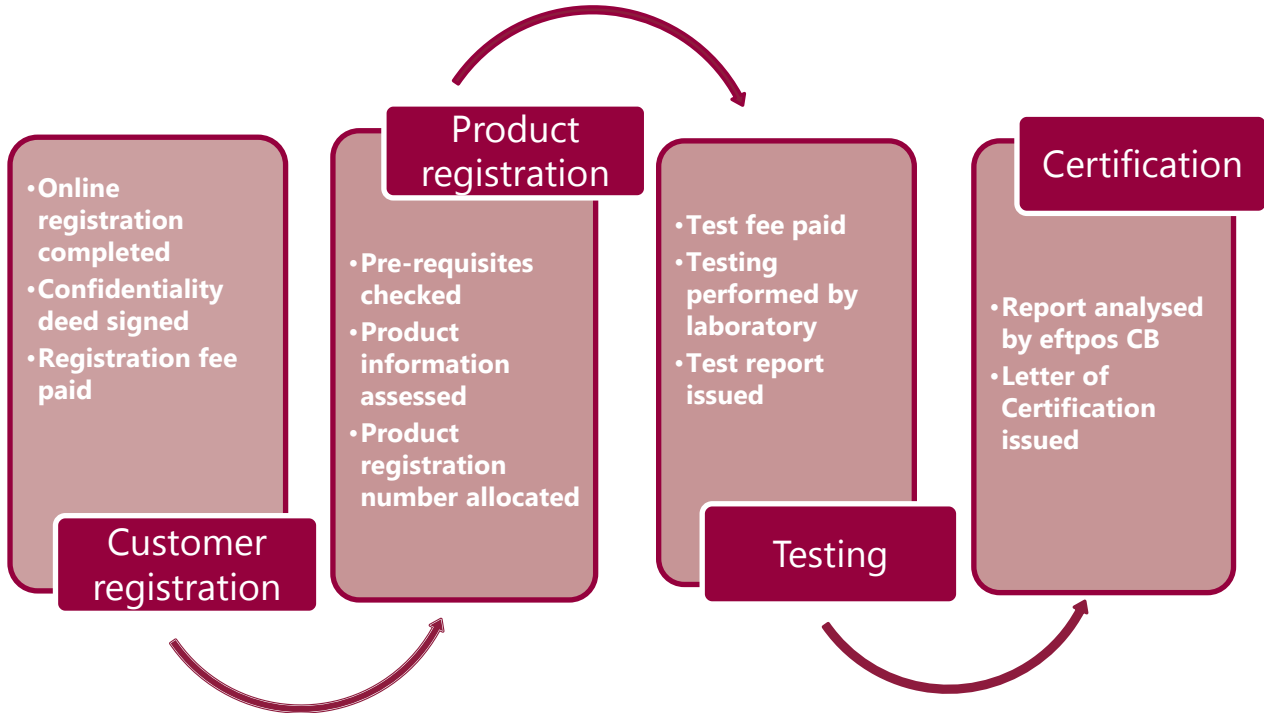 •Online
registration
completed
•Confidentiality
deed signed
•Registration fee
paid
Customer
registration
Product
registration
•Pre-requisites
checked
•Product
information
assessed
•Product
registration
number allocated
•Test fee paid
•Testing
performed by
laboratory
•Test report
issued
Testing
Certification
•Report analysed
by eftpos CB
•Letter of
Certification
issued